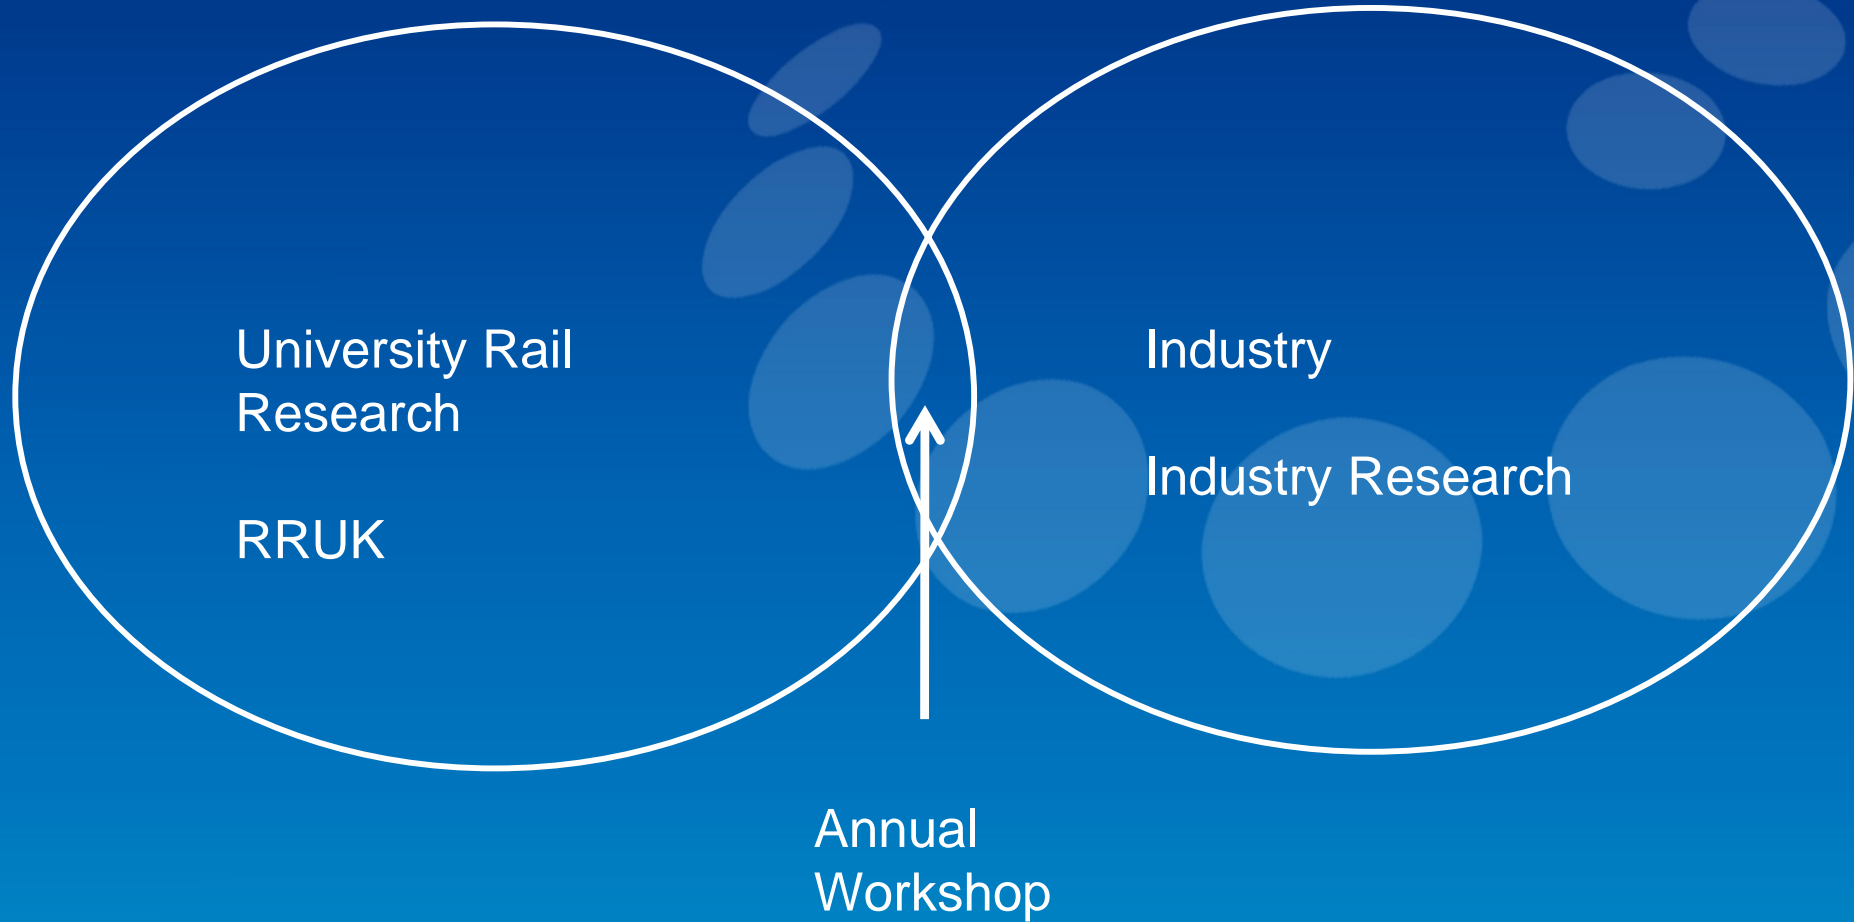 University Rail
Research
RRUK
Industry
Industry Research
Annual
Workshop